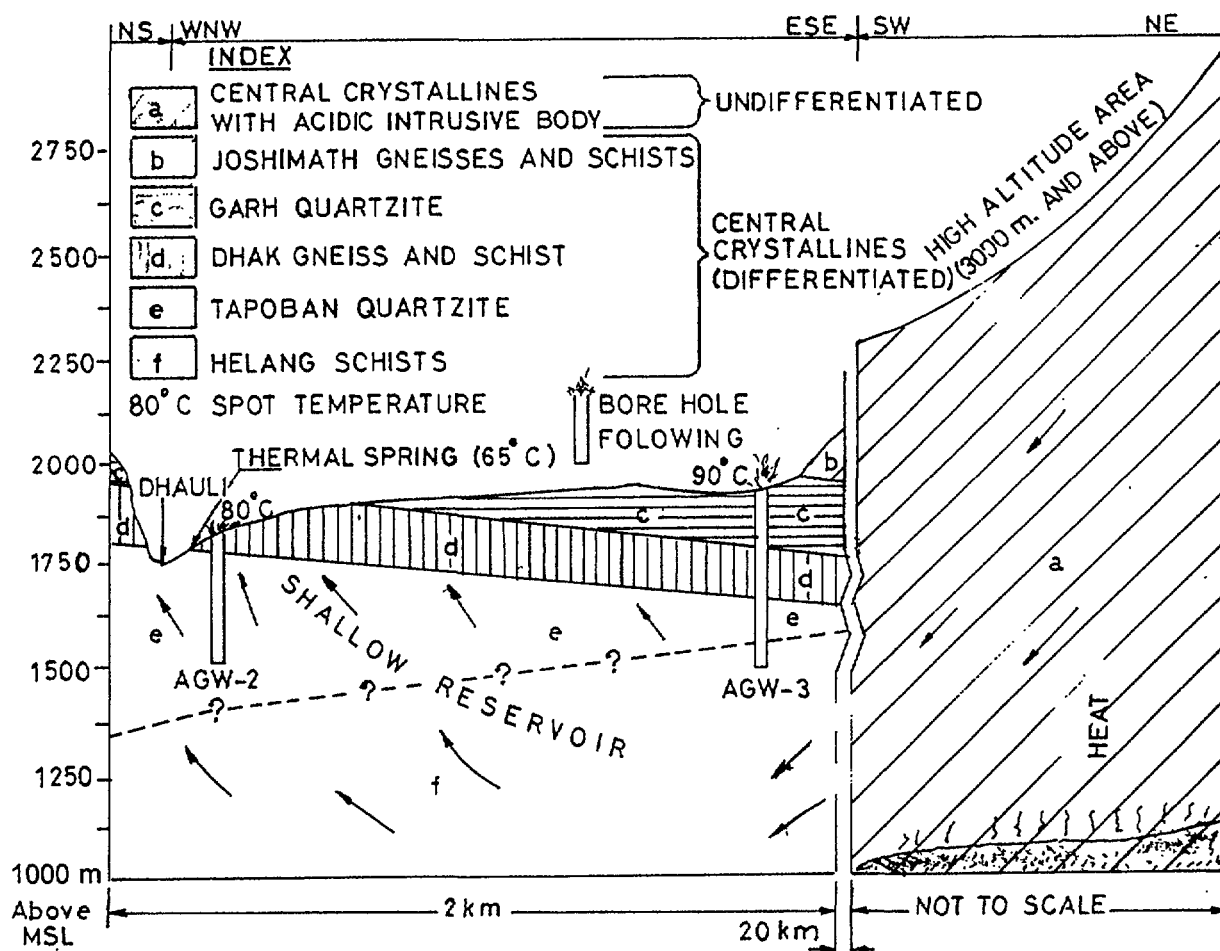 NS WNW ESE SW NE
INDEX
a CENTRAL CRYSTALLINES
WITH ACIDIC INTRUSIVE BODY
UNDIFFERENTIATED
b JOSHIMATH GNEISSES AND SCHISTS
c GARH QUARTZITE
d DHAK GNEISS AND SCHIST
e TAPOBAN QUARTZITE
f HELANG SCHISTS
CENTRAL
CRYSTALLINES
(DIFFERENTIATED)
80°C SPOT TEMPERATURE
BORE HOLE
FOLOWING
HIGH ALTITUDE AREA
(3000 m. AND ABOVE)
2750
2500
2250
2000
1750
1500
1250
1000 m
Above
MSL
THERMAL SPRING (65°C)
DHAULI
80°C
90°C
c
d
b
c
c
d
d
e
e
e
a
SHALLOW RESERVOIR
AGW-2
AGW-3
? ? ? ?
f
HEAT
2 km
20 km
NOT TO SCALE